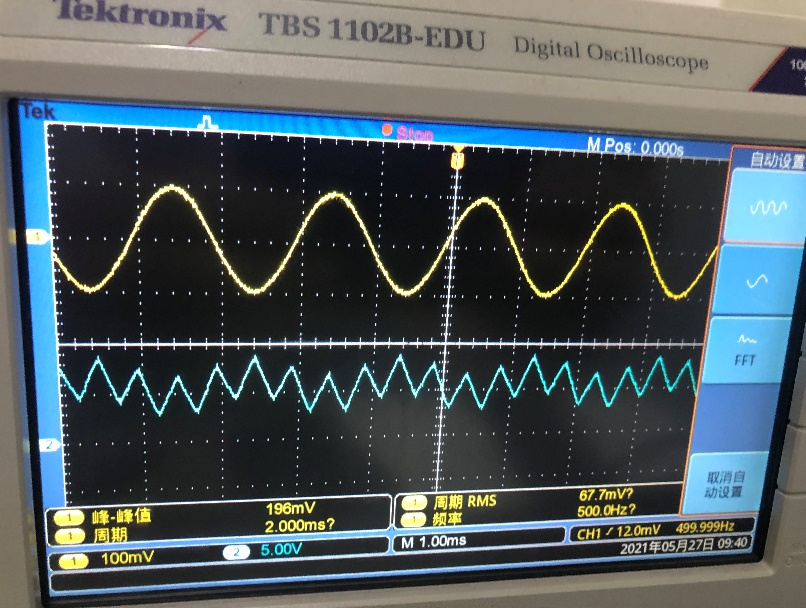 Tektronix TBS 1102B-EDU Digital Oscilloscope
Tek Stop M Pos: 0.000s
自动设置
FFT
取消自
动设置
1 峰-峰值 196mV
1 周期 2.000ms?
1 周期 RMS 67.7mV?
1 频率 500.0Hz?
1 100mV 2 5.00V M 1.00ms CH1 / 12.0mV 499.999Hz
2021年05月27日 09:40
1
2